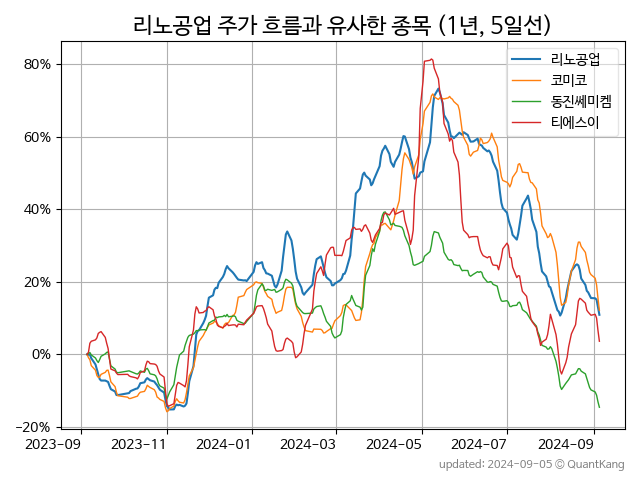 리노공업 주가 흐름과 유사한 종목 (1년, 5일선)
리노공업
코미코
동진쎄미켐
티에스이
80%
60%
40%
20%
0%
−20%
2023-09 2023-11 2024-01 2024-03 2024-05 2024-07 2024-09
updated: 2024-09-05 © QuantKang